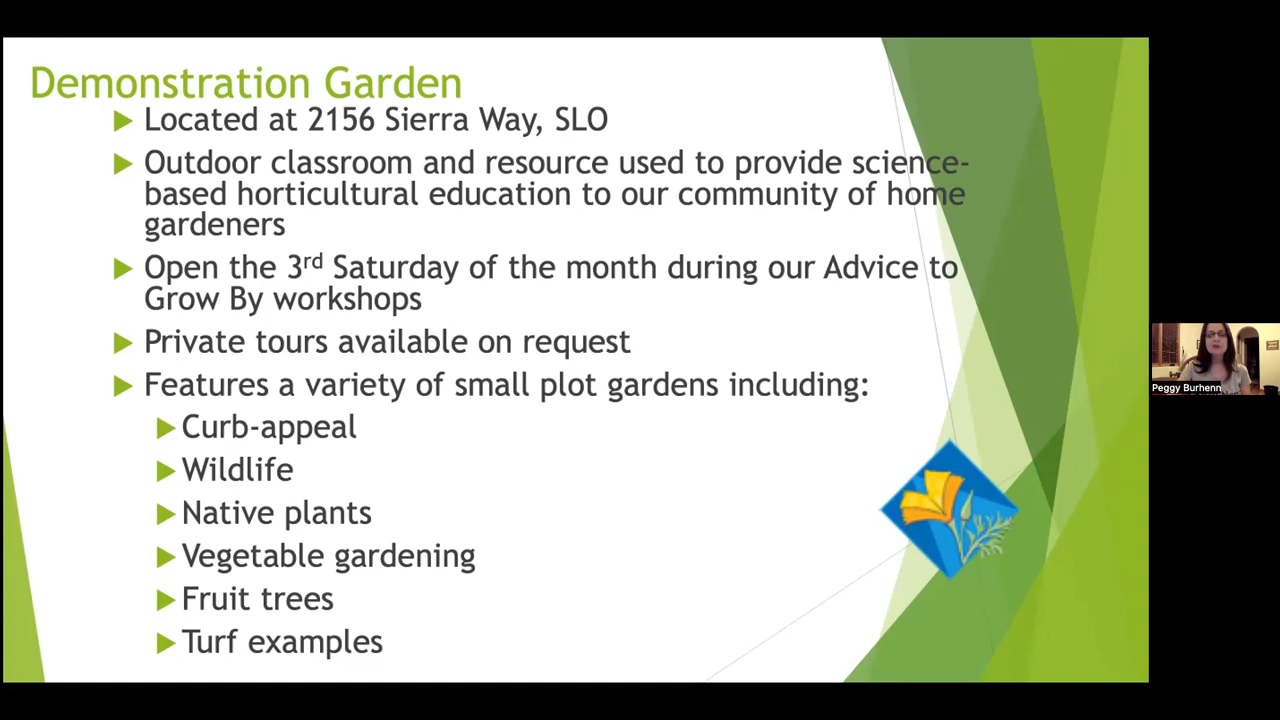 Demonstration Garden
Located at 2156 Sierra Way, SLO
Outdoor classroom and resource used to provide science-
based horticultural education to our community of home
gardeners
Open the 3rd Saturday of the month during our Advice to
Grow By workshops
Private tours available on request
Features a variety of small plot gardens including:
Curb-appeal
Wildlife
Native plants
Vegetable gardening
Fruit trees
Turf examples
Peggy Burhenn